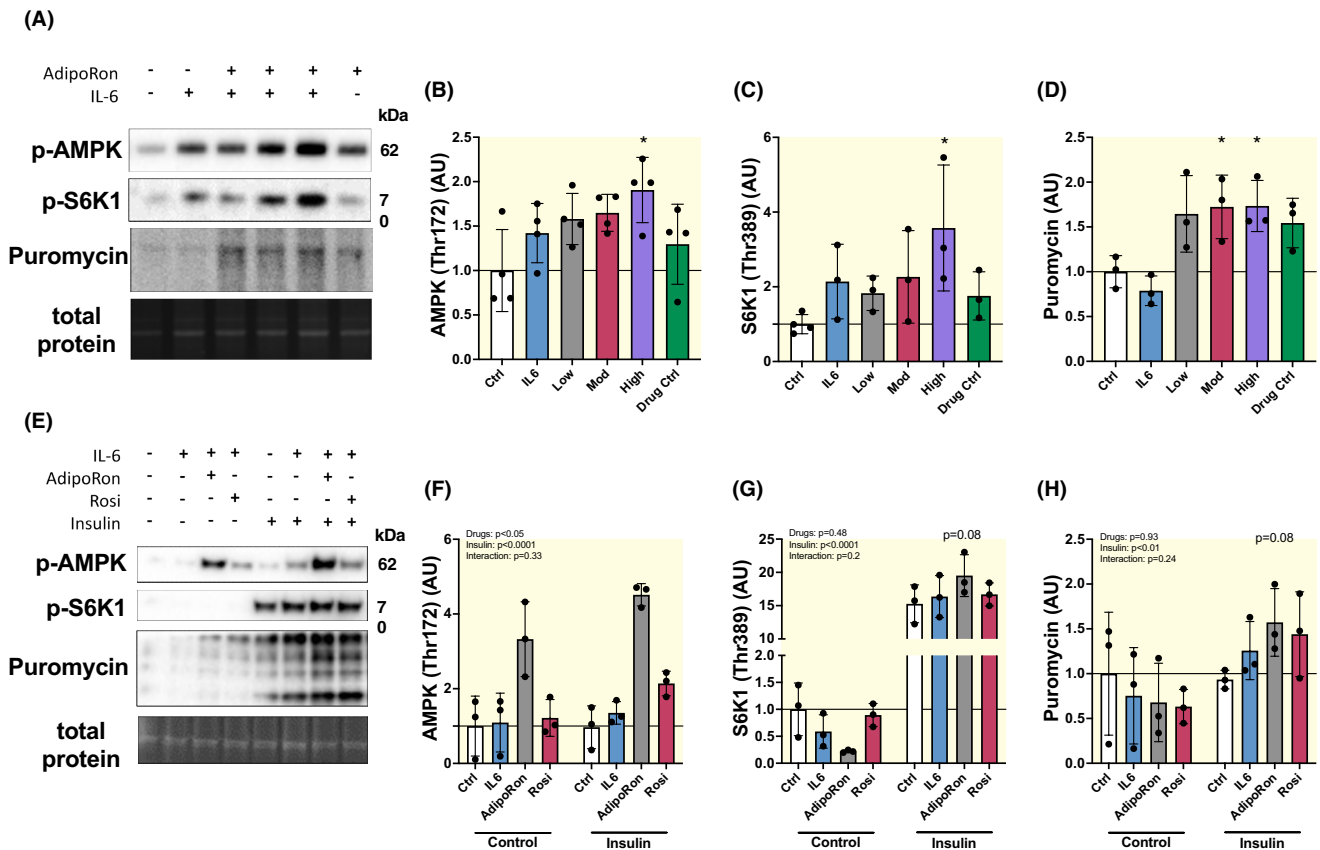 (A)
AdipoRon - - + + + +
IL-6 - + + + + -
kDa
p-AMPK 62
p-S6K1 7
0
Puromycin
total
protein
(B)
AMPK (Thr172) (AU)
2.5
2.0
1.5
1.0
0.5
0.0
*
Ctrl IL6 Low Mod High Drug Ctrl
(C)
S6K1 (Thr389) (AU)
6
4
2
0
*
Ctrl IL6 Low Mod High Drug Ctrl
(D)
Puromycin (AU)
2.5
2.0
1.5
1.0
0.5
0.0
* *
Ctrl IL6 Low Mod High Drug Ctrl
(E)
IL-6 - + + + - + + +
AdipoRon - - + - - - + -
Rosi - - - + - - - +
Insulin - - - - + + + +
kDa
p-AMPK 62
p-S6K1 7
0
Puromycin
total
protein
(F)
Drugs: p<0.05
Insulin: p<0.0001
Interaction: p=0.33
AMPK (Thr172) (AU)
6
4
2
0
Ctrl IL6 AdipoRon Rosi Ctrl IL6 AdipoRon Rosi
Control Insulin
(G)
Drugs: p=0.48
Insulin: p<0.0001
Interaction: p=0.2
p=0.08
S6K1 (Thr389) (AU)
25
20
15
10
5
2.0
1.5
1.0
0.5
0.0
Ctrl IL6 AdipoRon Rosi Ctrl IL6 AdipoRon Rosi
Control Insulin
(H)
Drugs: p=0.93
Insulin: p<0.01
Interaction: p=0.24
p=0.08
Puromycin (AU)
2.5
2.0
1.5
1.0
0.5
0.0
Ctrl IL6 AdipoRon Rosi Ctrl IL6 AdipoRon Rosi
Control Insulin